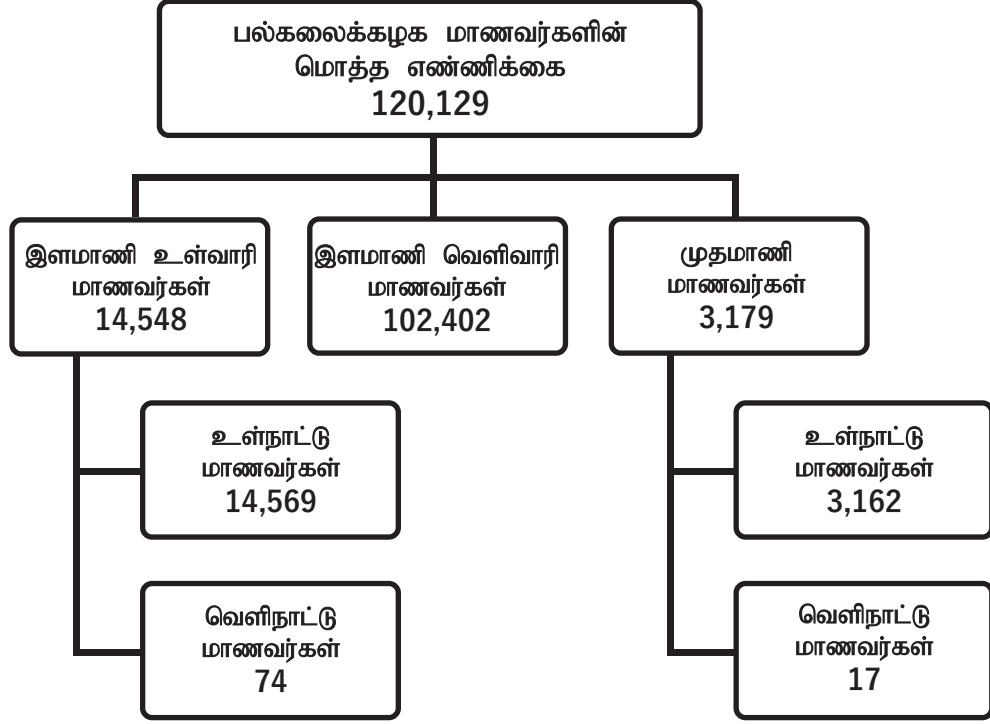 பல்கலைக்கழக மாணவர்களின்
மொத்த எண்ணிக்கை
120,129
இளமாணி உள்வாரி
மாணவர்கள்
14,548
இளமாணி வெளிவாரி
மாணவர்கள்
102,402
முதமாணி
மாணவர்கள்
3,179
உள்நாட்டு
மாணவர்கள்
14,569
வெளிநாட்டு
மாணவர்கள்
74
உள்நாட்டு
மாணவர்கள்
3,162
வெளிநாட்டு
மாணவர்கள்
17